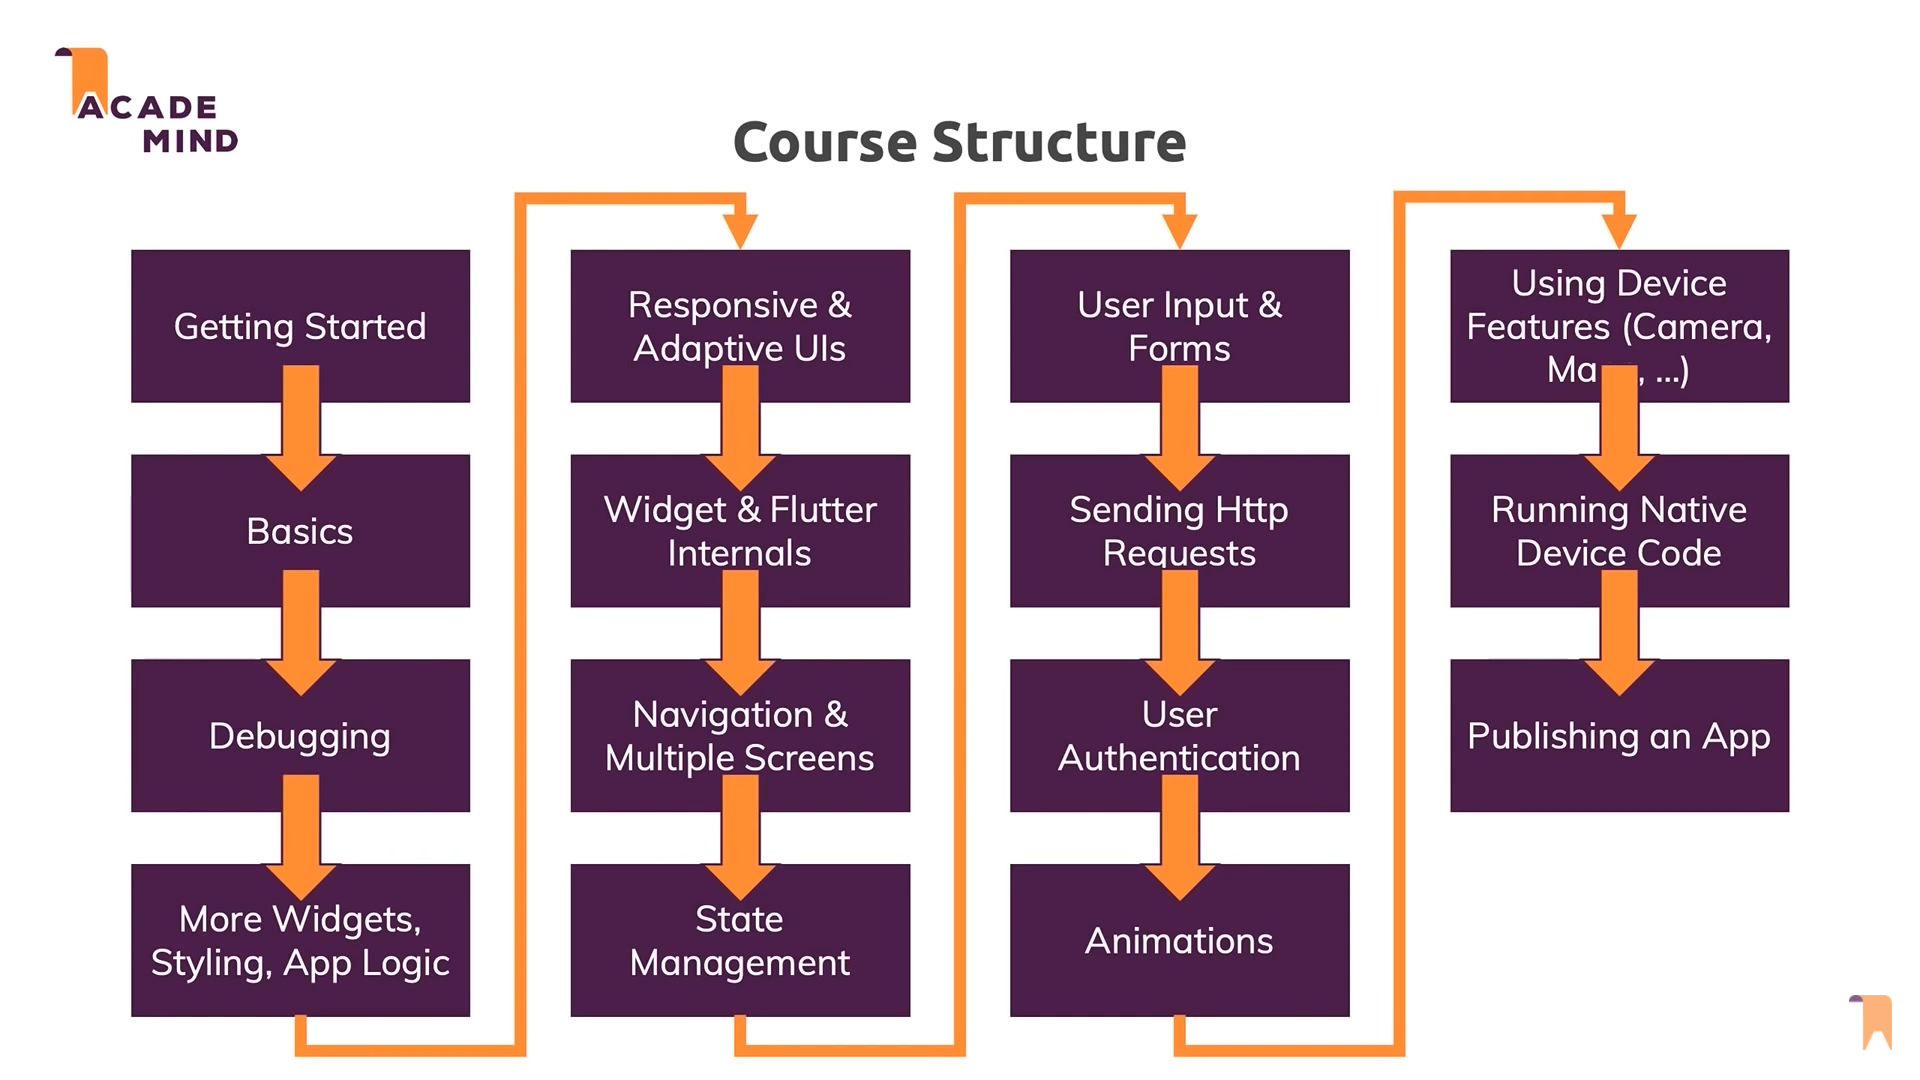 ACADE
MIND
Course Structure
Getting Started
Basics
Debugging
More Widgets,
Styling, App Logic
Responsive &
Adaptive UIs
Widget & Flutter
Internals
Navigation &
Multiple Screens
State
Management
User Input &
Forms
Sending Http
Requests
User
Authentication
Animations
Using Device
Features (Camera,
...)
Running Native
Device Code
Publishing an App